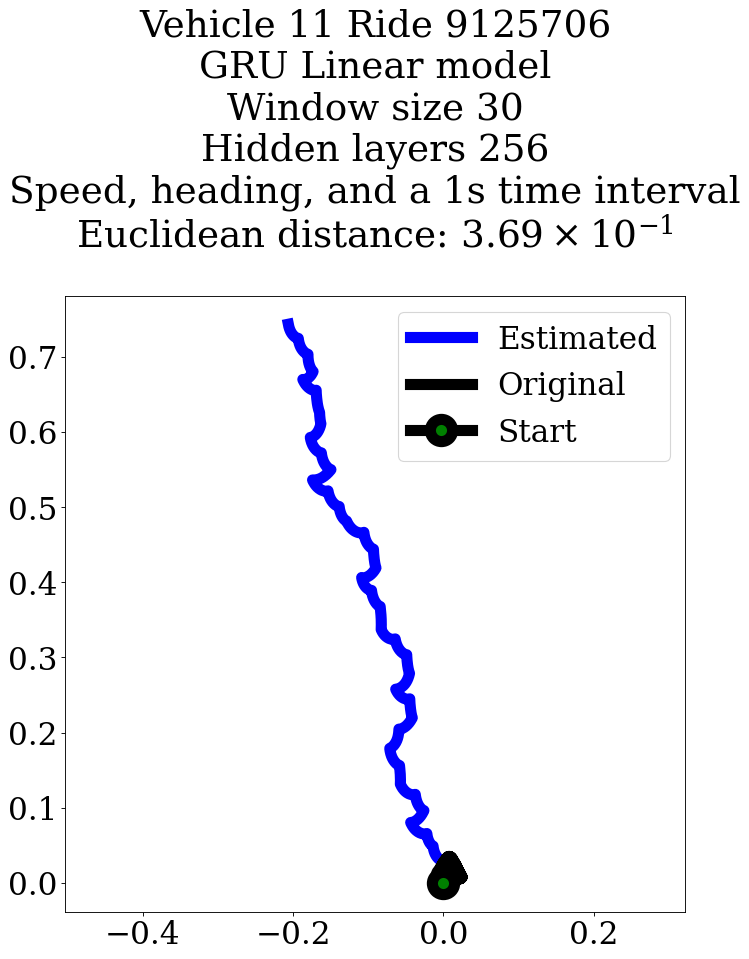 Vehicle 11 Ride 9125706
GRU Linear model
Window size 30
Hidden layers 256
Speed, heading, and a 1s time interval
Euclidean distance: 3.69 × 10⁻¹
Estimated
Original
Start
0.7
0.6
0.5
0.4
0.3
0.2
0.1
0.0
−0.4 −0.2 0.0 0.2